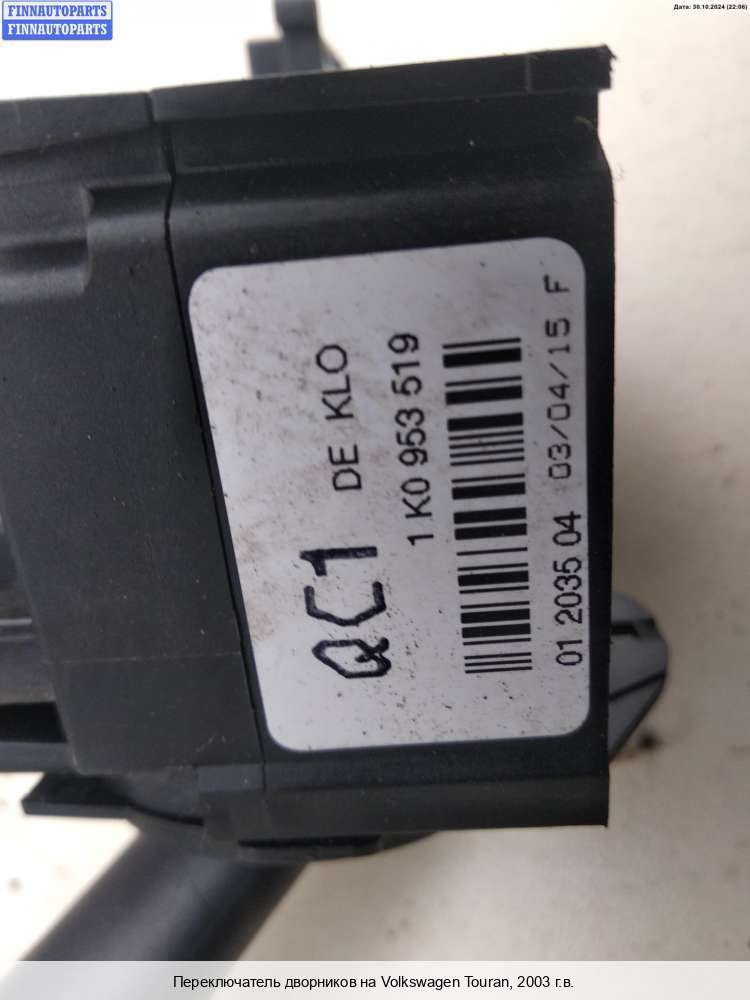 FINNAUTOPARTS
FINNAUTOPARTS
Дата: 30.10.2024 (22:06)
QC1
DE KLO
1 K0 953 519
01 2035 04 03/04/15 F
Переключатель дворников на Volkswagen Touran, 2003 г.в.